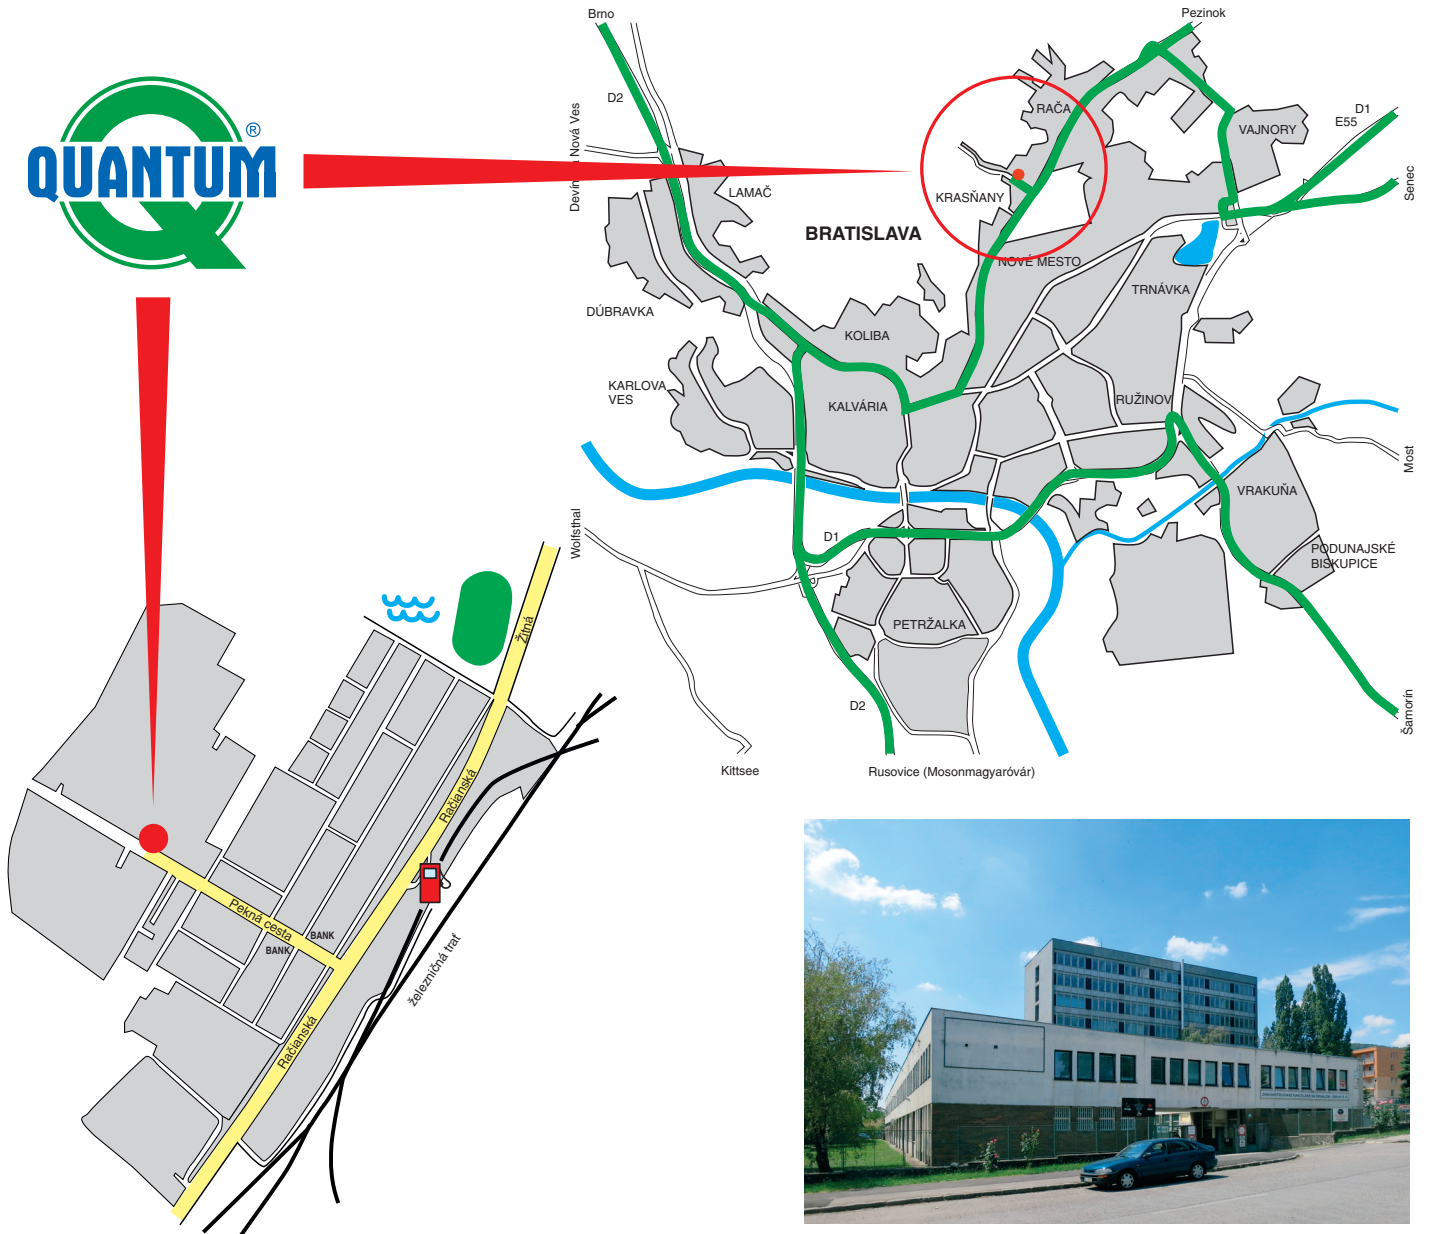 QUANTUM
®
Brno
Pezinok
D2
Devínska Nová Ves
RAČA
D1
E55
VAJNORY
LAMAČ
KRASŇANY
Senec
BRATISLAVA
NOVÉ MESTO
TRNÁVKA
DÚBRAVKA
KOLIBA
KARLOVA
VES
KALVÁRIA
RUŽINOV
Most
VRAKUŇA
Wolfsthal
D1
PODUNAJSKÉ
BISKUPICE
PETRŽALKA
D2
Šamorín
Kittsee
Rusovice (Mosonmagyaróvár)
Žitná
Račianská
Pekná cesta
BANK
BANK
železničná trať
Račianská